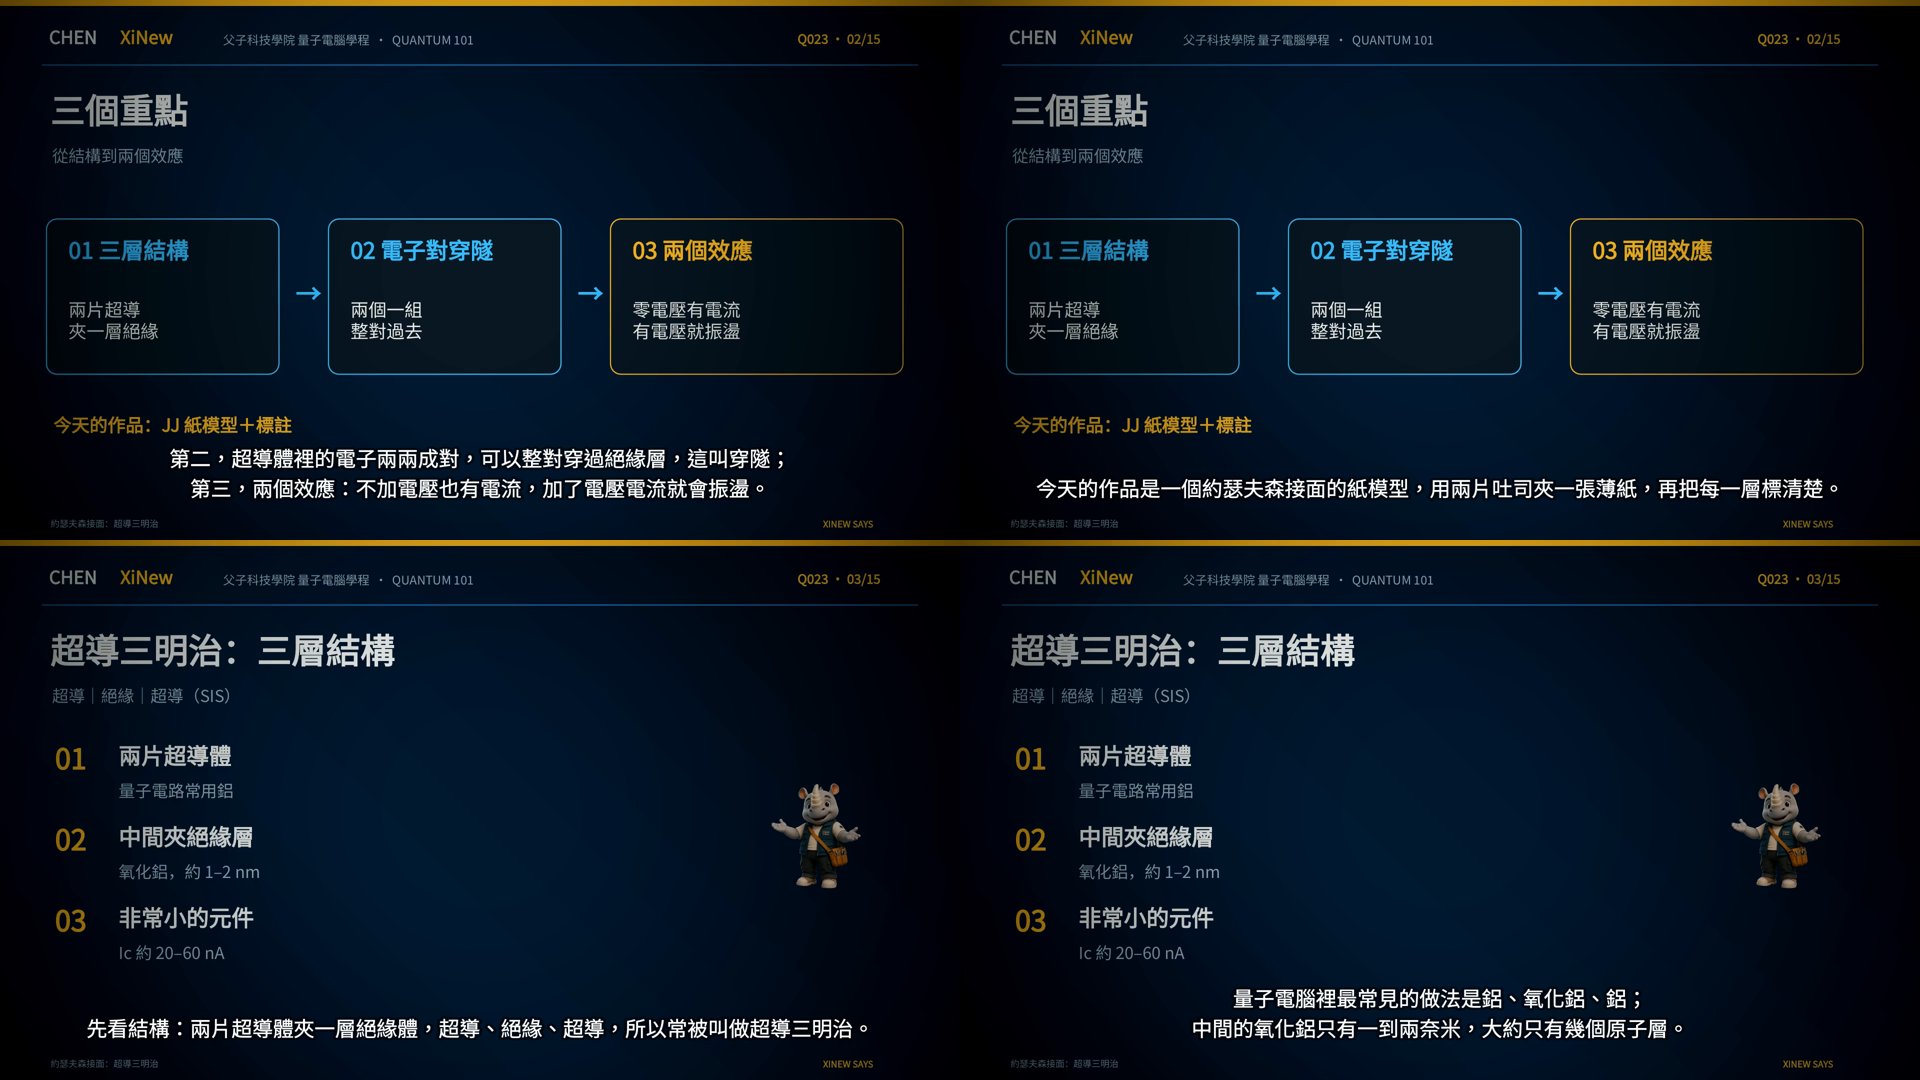 CHEN XiNew 父子科技學院 量子電腦學程 · QUANTUM 101 Q023 · 02/15
三個重點
從結構到兩個效應
01 三層結構
兩片超導
夾一層絕緣
→
02 電子對穿隧
兩個一組
整對過去
→
03 兩個效應
零電壓有電流
有電壓就振盪
今天的作品：JJ 紙模型＋標註
第二，超導體裡的電子兩兩成對，可以整對穿過絕緣層，這叫穿隧；
第三，兩個效應：不加電壓也有電流，加了電壓電流就會振盪。
約瑟夫森接面：超導三明治 XINEW SAYS
CHEN XiNew 父子科技學院 量子電腦學程 · QUANTUM 101 Q023 · 02/15
三個重點
從結構到兩個效應
01 三層結構
兩片超導
夾一層絕緣
→
02 電子對穿隧
兩個一組
整對過去
→
03 兩個效應
零電壓有電流
有電壓就振盪
今天的作品：JJ 紙模型＋標註
今天的作品是一個約瑟夫森接面的紙模型，用兩片吐司夾一張薄紙，再把每一層標清楚。
約瑟夫森接面：超導三明治 XINEW SAYS
CHEN XiNew 父子科技學院 量子電腦學程 · QUANTUM 101 Q023 · 03/15
超導三明治：三層結構
超導｜絕緣｜超導（SIS）
01 兩片超導體
量子電路常用鋁
02 中間夾絕緣層
氧化鋁，約 1–2 nm
03 非常小的元件
Ic 約 20–60 nA
先看結構：兩片超導體夾一層絕緣體，超導、絕緣、超導，所以常被叫做超導三明治。
約瑟夫森接面：超導三明治 XINEW SAYS
CHEN XiNew 父子科技學院 量子電腦學程 · QUANTUM 101 Q023 · 03/15
超導三明治：三層結構
超導｜絕緣｜超導（SIS）
01 兩片超導體
量子電路常用鋁
02 中間夾絕緣層
氧化鋁，約 1–2 nm
03 非常小的元件
Ic 約 20–60 nA
量子電腦裡最常見的做法是鋁、氧化鋁、鋁；
中間的氧化鋁只有一到兩奈米，大約只有幾個原子層。
約瑟夫森接面：超導三明治 XINEW SAYS